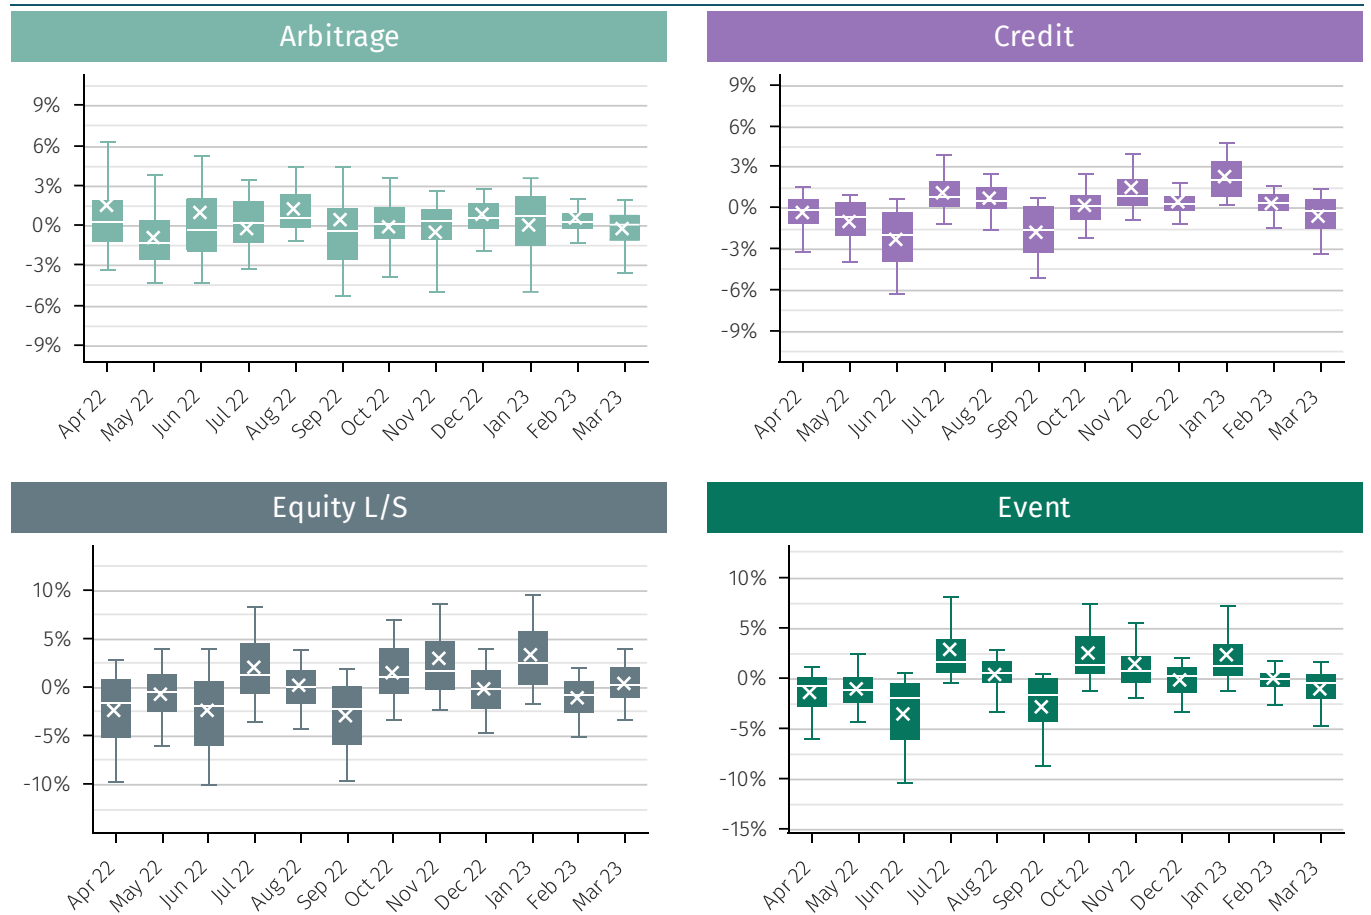 Arbitrage
9%
6%
3%
0%
-3%
-6%
-9%
Apr 22
May 22
Jun 22
Jul 22
Aug 22
Sep 22
Oct 22
Nov 22
Dec 22
Jan 23
Feb 23
Mar 23
Credit
9%
6%
3%
0%
-3%
-6%
-9%
Apr 22
May 22
Jun 22
Jul 22
Aug 22
Sep 22
Oct 22
Nov 22
Dec 22
Jan 23
Feb 23
Mar 23
Equity L/S
10%
5%
0%
-5%
-10%
Apr 22
May 22
Jun 22
Jul 22
Aug 22
Sep 22
Oct 22
Nov 22
Dec 22
Jan 23
Feb 23
Mar 23
Event
10%
5%
0%
-5%
-10%
-15%
Apr 22
May 22
Jun 22
Jul 22
Aug 22
Sep 22
Oct 22
Nov 22
Dec 22
Jan 23
Feb 23
Mar 23